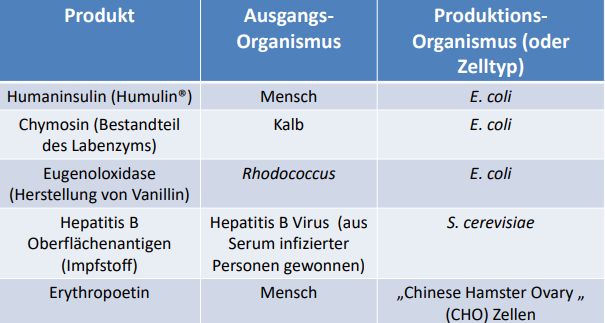 Produkt
Ausgangs-
Organismus
Produktions-
Organismus (oder
Zelltyp)
Humaninsulin (Humulin®)
Mensch
E. coli
Chymosin (Bestandteil
des Labenzyms)
Kalb
E. coli
Eugenoloxidase
(Herstellung von Vanillin)
Rhodococcus
E. coli
Hepatitis B
Oberflächenantigen
(Impfstoff)
Hepatitis B Virus (aus
Serum infizierter
Personen gewonnen)
S. cerevisiae
Erythropoetin
Mensch
„Chinese Hamster Ovary „
(CHO) Zellen